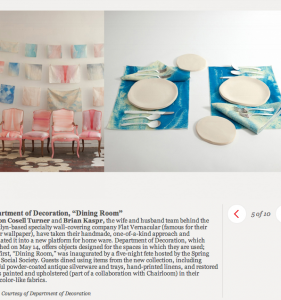 artment of Decoration, “Dining Room”
on Cosell Turner and Brian Kaspr, the wife and husband team behind the
lyn-based specialty wall-covering company Flat Vernacular (famous for their
r wallpaper), have taken their handmade, one-of-a-kind approach and
ated it into a new platform for home ware. Department of Decoration, which
hed on May 14, offers objects designed for the spaces in which they are used;
first, “Dining Room,” was inaugurated by a five-night fete hosted by the Spring
Social Society. Guests dined using items from the new collection, including
ful powder-coated antique silverware and trays, hand-printed linens, and restored
s painted and upholstered (part of a collaboration with Chairloom) in their
color-like fabrics.
Courtesy of Department of Decoration
5 of 10